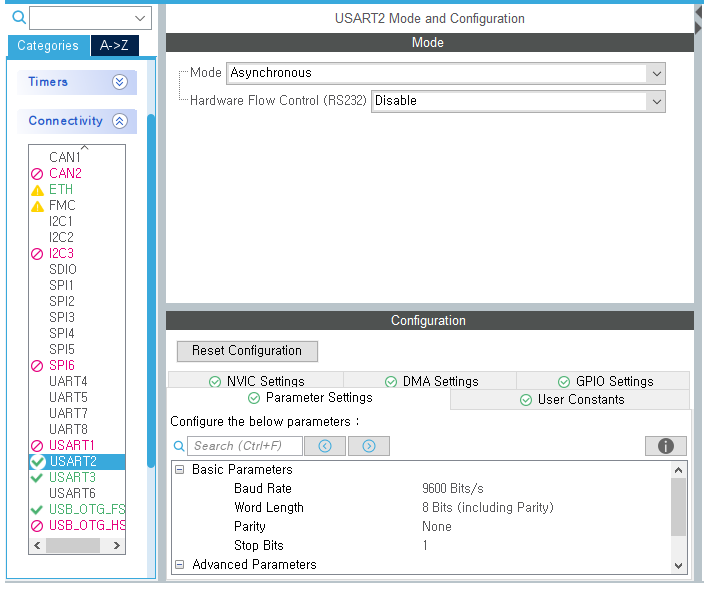 USART2 Mode and Configuration
Categories
A->Z
Mode
Timers
Mode Asynchronous
Hardware Flow Control (RS232) Disable
Connectivity
CAN1
CAN2
ETH
FMC
I2C1
I2C2
I2C3
SDIO
SPI1
SPI2
SPI3
SPI4
SPI5
SPI6
UART4
UART5
UART7
UART8
USART1
USART2
USART3
USART6
USB_OTG_FS
USB_OTG_HS
Configuration
Reset Configuration
NVIC Settings
DMA Settings
GPIO Settings
Parameter Settings
User Constants
Configure the below parameters :
Search (Ctrl+F)
Basic Parameters
Baud Rate 9600 Bits/s
Word Length 8 Bits (including Parity)
Parity None
Stop Bits 1
Advanced Parameters